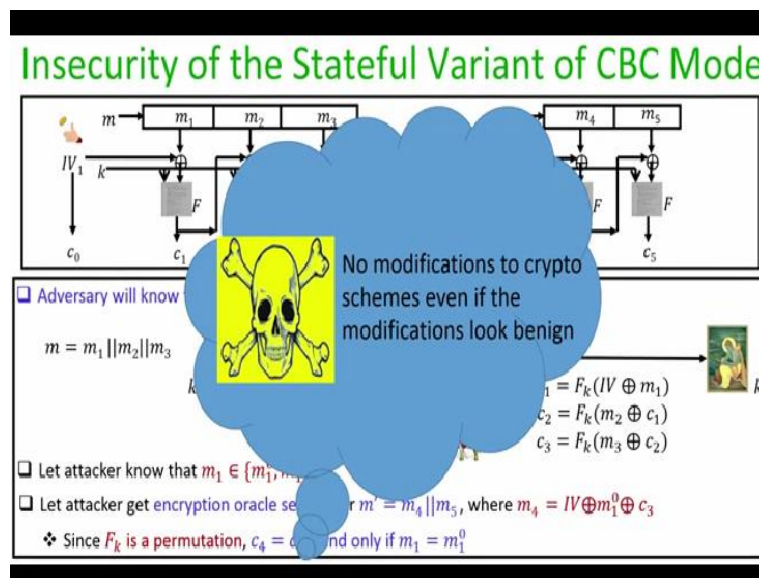 Insecurity of the Stateful Variant of CBC Mode
m m₁ m₂ m₃ m₄ m₅
IV₁ k ⊕ ⊕ ⊕
F F F
c₀ c₁ c₅
No modifications to crypto
schemes even if the
modifications look benign
❑ Adversary will know
m = m₁||m₂||m₃
k k
₁ = Fₖ(IV ⊕ m₁)
c₂ = Fₖ(m₂ ⊕ c₁)
c₃ = Fₖ(m₃ ⊕ c₂)
❑ Let attacker know that m₁ ∈ {m₁⁰,
❑ Let attacker get encryption oracle se r m' = m₄||m₅, where m₄ = IV⊕m₁⁰⊕ c₃
❖ Since Fₖ is a permutation, c₄ = nd only if m₁ = m₁⁰